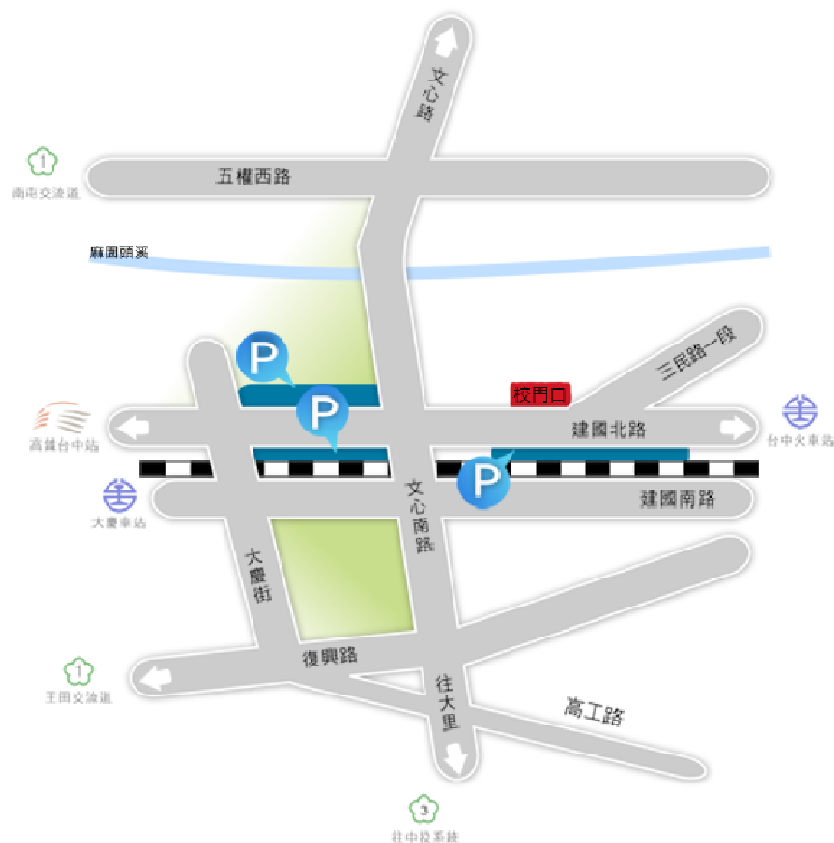 文心路
1
五權西路
南屯交流道
麻園頭溪
三民路一段
P
校門口
P
高鐵台中站
建國北路
台中火車站
P
文心南路
建國南路
大慶車站
大慶街
復興路
1
王田交流道
往大里
高工路
3
往中投系統